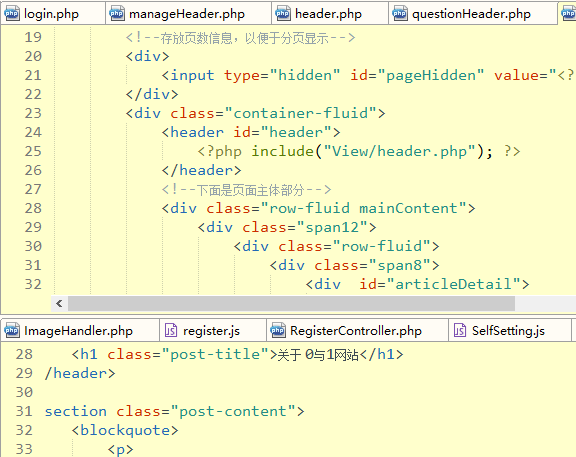 login.php manageHeader.php header.php questionHeader.php
19 <!--存放页数信息，以便于分页显示-->
20 <div>
21 <input type="hidden" id="pageHidden" value="<?
22 </div>
23 <div class="container-fluid">
24 <header id="header">
25 <?php include("View/header.php"); ?>
26 </header>
27 <!--下面是页面主体部分-->
28 <div class="row-fluid mainContent">
29 <div class="span12">
30 <div class="row-fluid">
31 <div class="span8">
32 <div  id="articleDetail">
ImageHandler.php register.js RegisterController.php SelfSetting.js
28 <h1 class="post-title">关于 0与1网站</h1>
29 /header>
30
31 section class="post-content">
32 <blockquote>
33 <p>